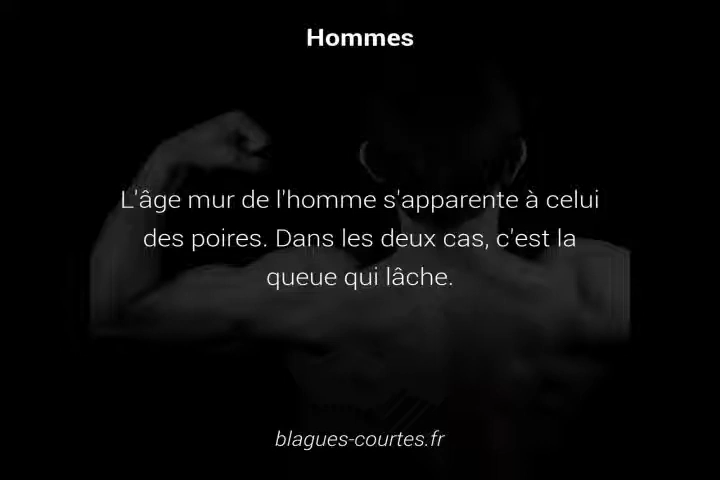 Hommes
L'âge mur de l'homme s'apparente à celui
des poires. Dans les deux cas, c'est la
queue qui lâche.
blagues-courtes.fr